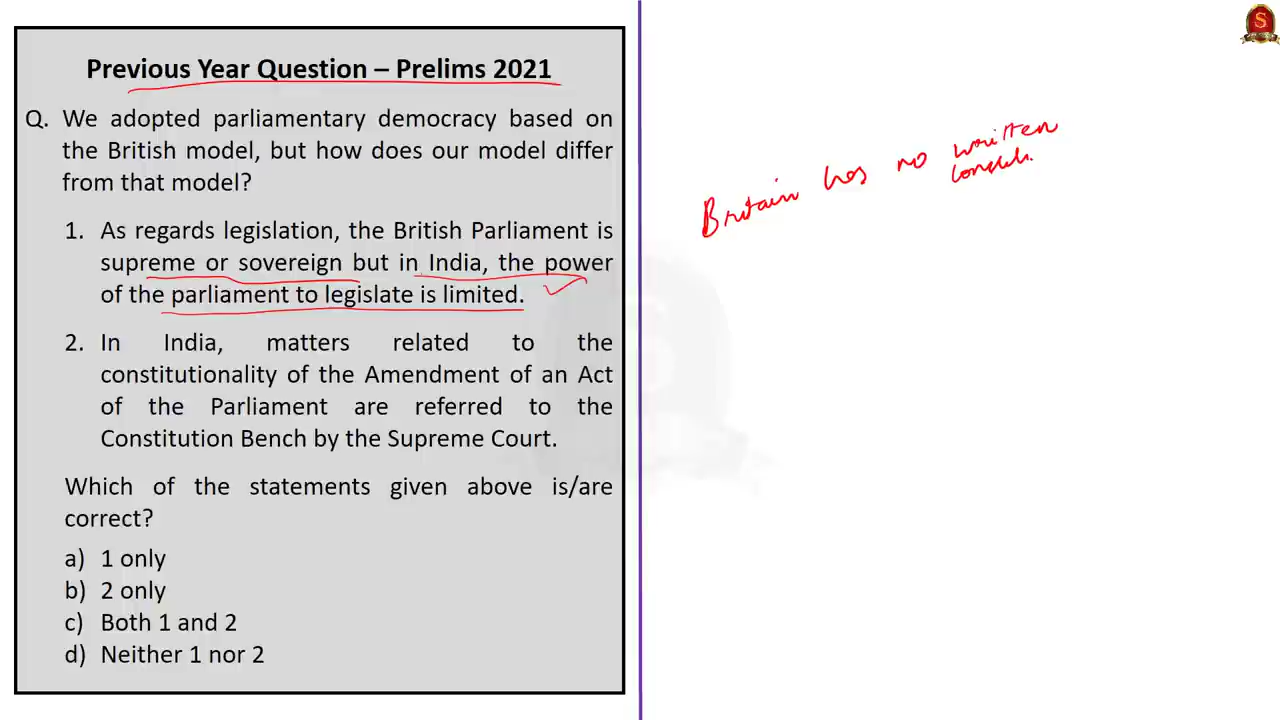 Previous Year Question – Prelims 2021
Q. We adopted parliamentary democracy based on
the British model, but how does our model differ
from that model?
1. As regards legislation, the British Parliament is
supreme or sovereign but in India, the power
of the parliament to legislate is limited.
2. In India, matters related to the
constitutionality of the Amendment of an Act
of the Parliament are referred to the
Constitution Bench by the Supreme Court.
Which of the statements given above is/are
correct?
a) 1 only
b) 2 only
c) Both 1 and 2
d) Neither 1 nor 2
Britain has no written
S